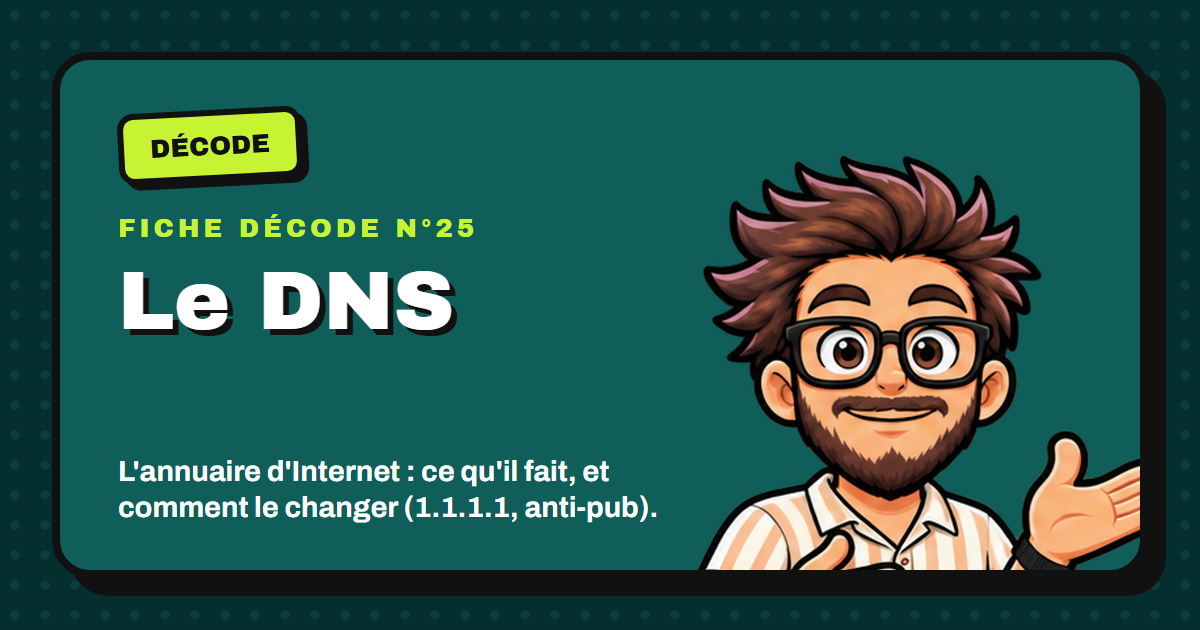 DÉCODE
FICHE DÉCODE N°25
Le DNS
L'annuaire d'Internet : ce qu'il fait, et
comment le changer (1.1.1.1, anti-pub).